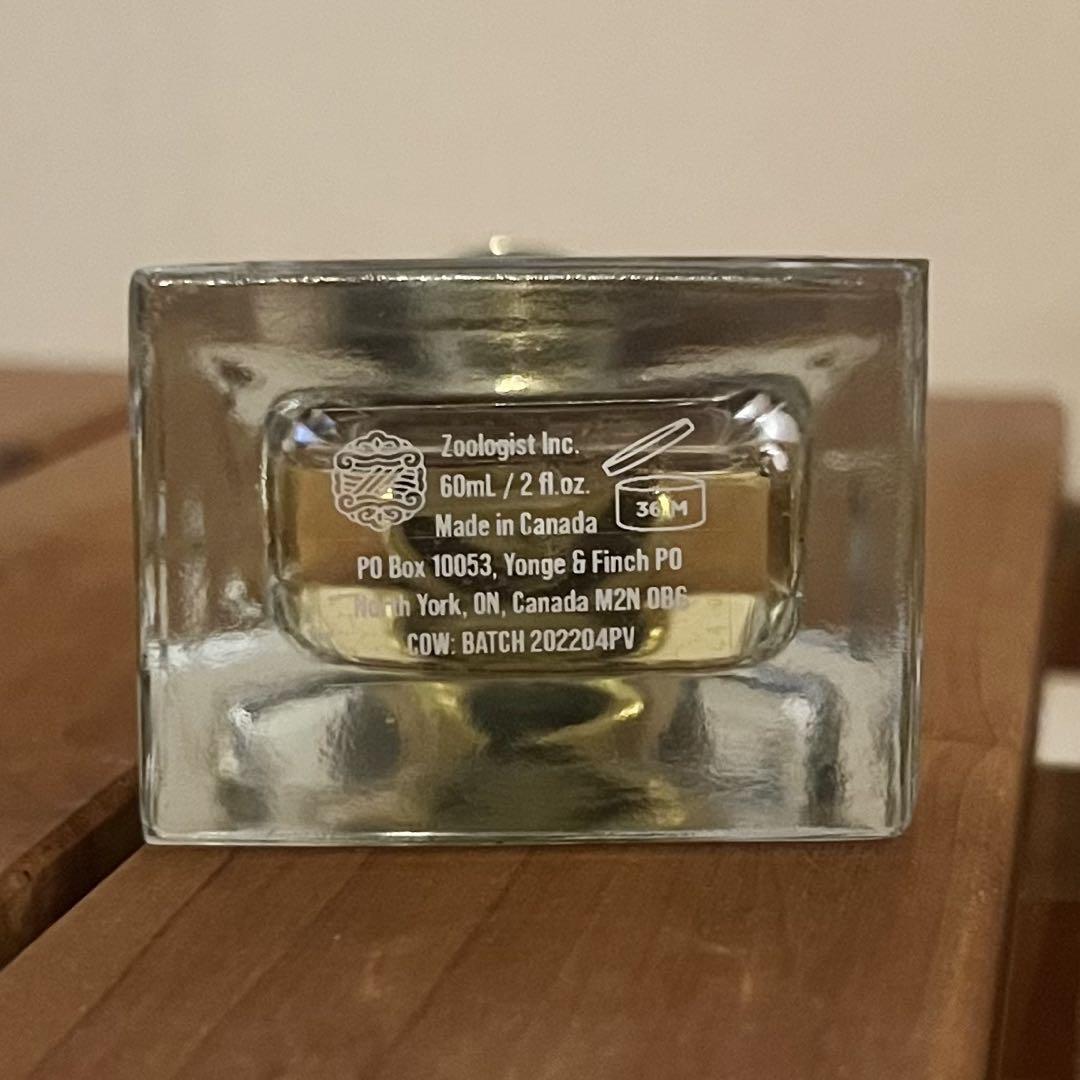 Zoologist Inc.
60mL / 2 fl.oz.
Made in Canada
36M
PO Box 10053, Yonge & Finch PO
North York, ON, Canada M2N 0B6
COW: BATCH 202204PV